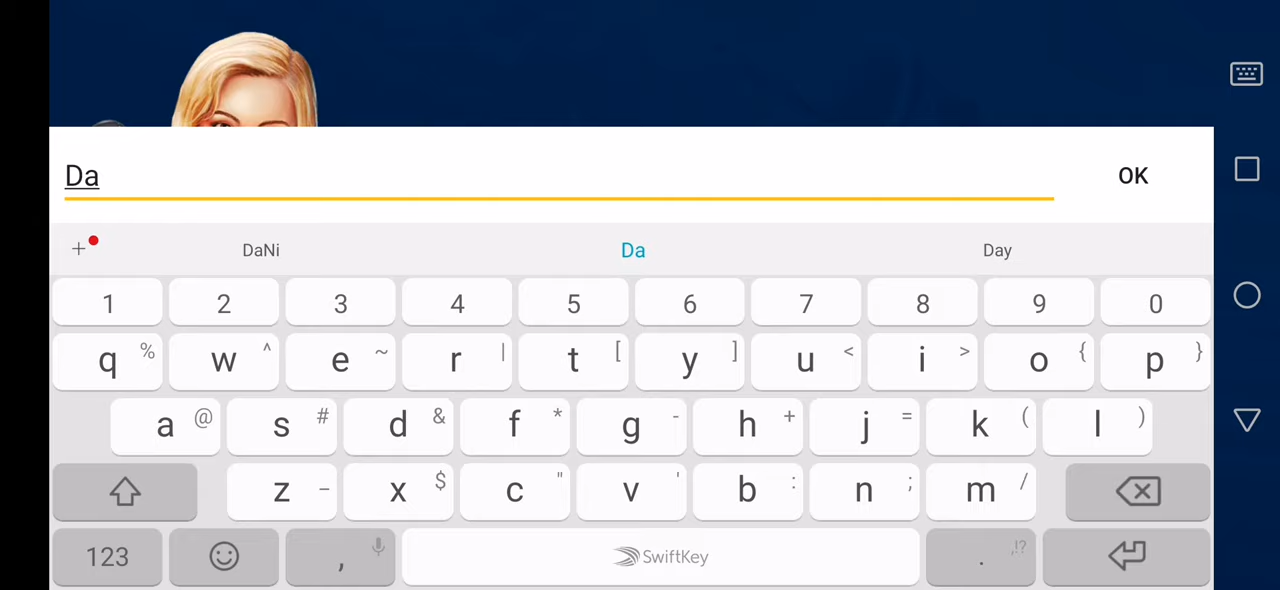 Da
OK
+ DaNi Da Day
1 2 3 4 5 6 7 8 9 0
q % w ^ e ~ r | t [ y ] u < i > o { p }
a @ s # d & f * g - h + j = k ( l )
z _ x $ c " v ' b : n ; m /
123 , SwiftKey . ,!?